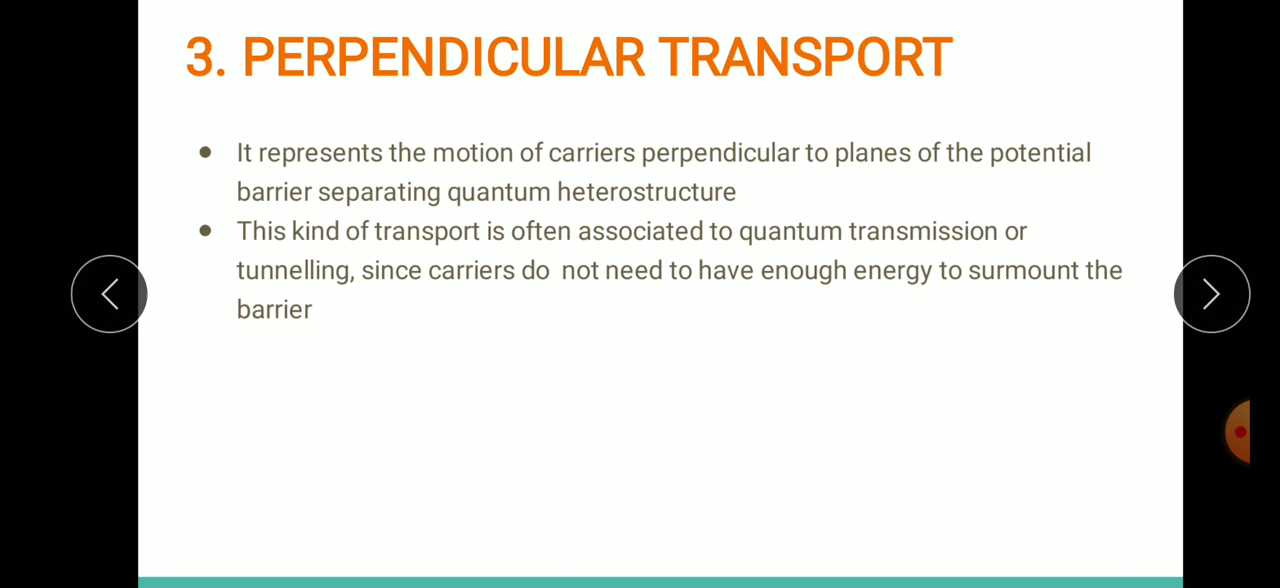 3. PERPENDICULAR TRANSPORT
● It represents the motion of carriers perpendicular to planes of the potential
barrier separating quantum heterostructure
● This kind of transport is often associated to quantum transmission or
tunnelling, since carriers do  not need to have enough energy to surmount the
barrier